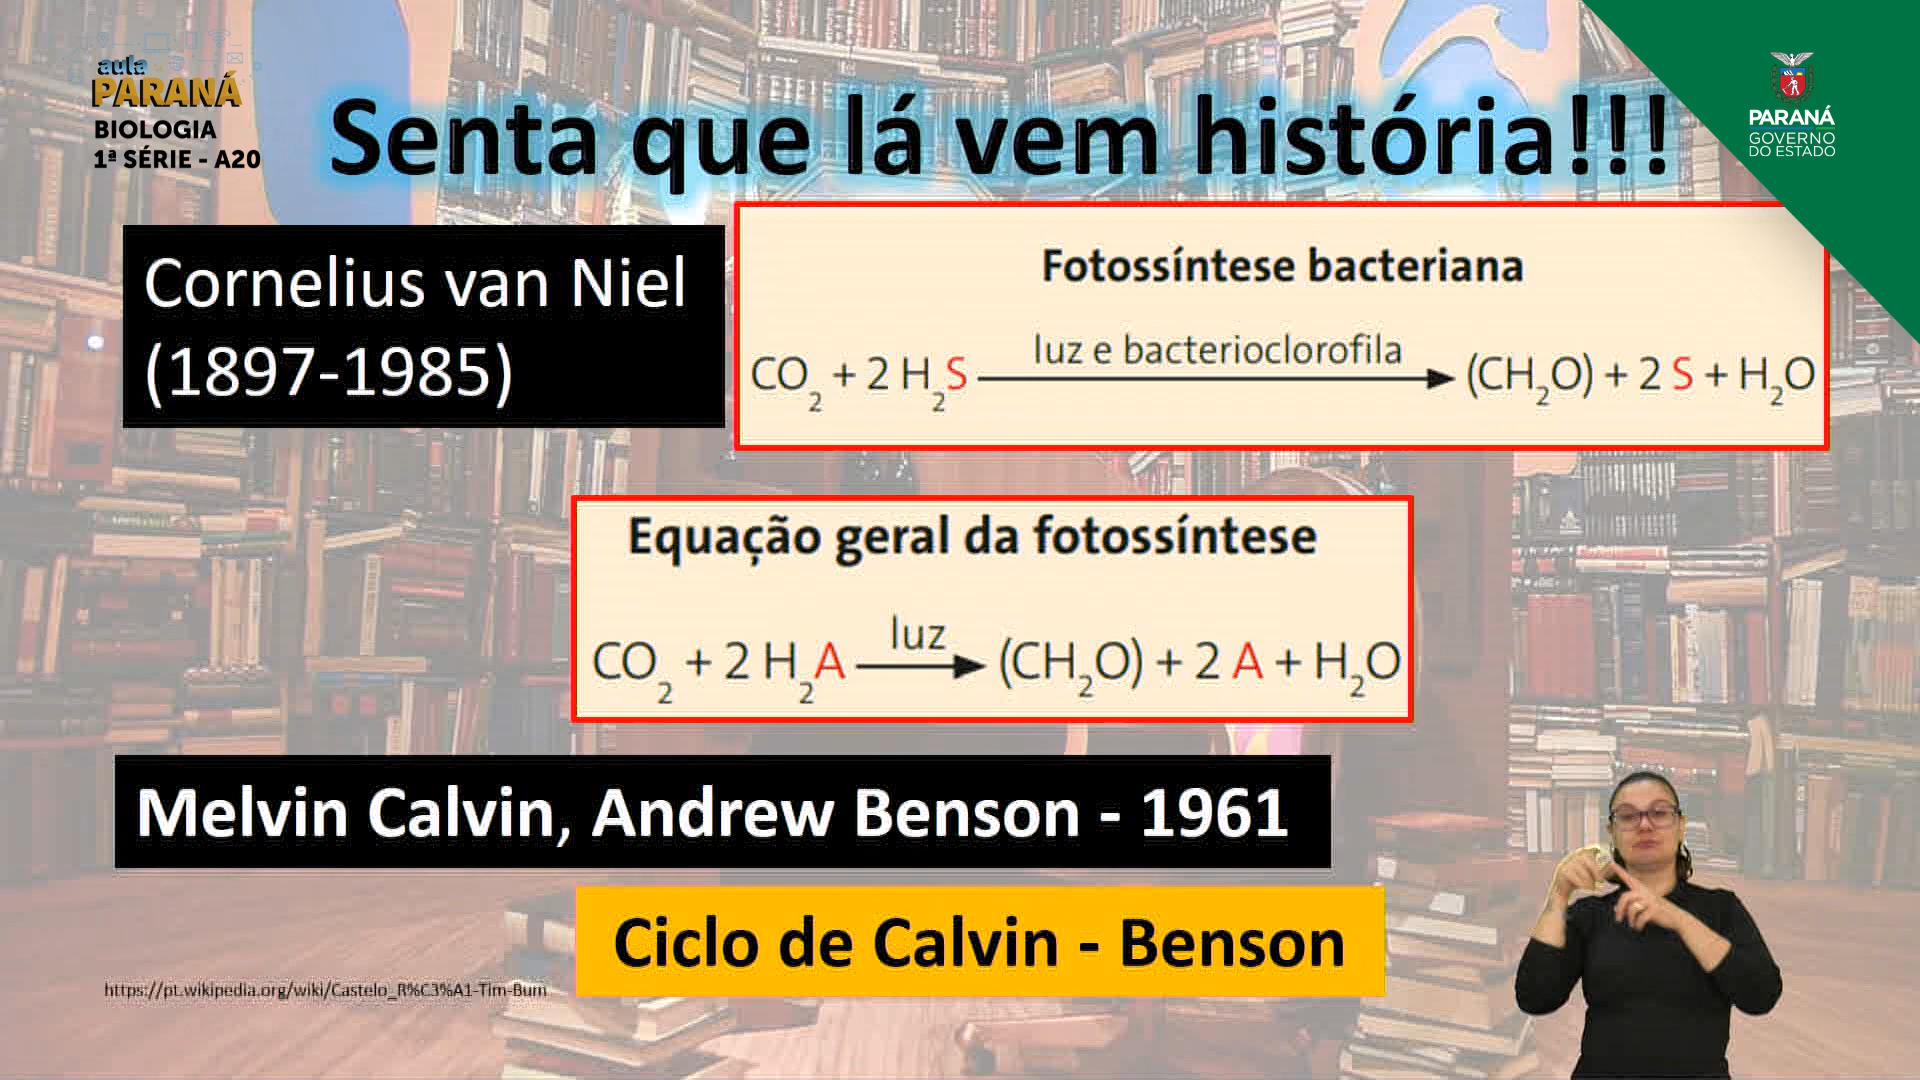 aula
PARANÁ
BIOLOGIA
1ª SÉRIE - A20
Senta que lá vem história!!!
PARANÁ
GOVERNO
DO ESTADO
Cornelius van Niel
(1897-1985)
Fotossíntese bacteriana
luz e bacterioclorofila
CO₂ + 2 H₂S → (CH₂O) + 2 S + H₂O
Equação geral da fotossíntese
luz
CO₂ + 2 H₂A → (CH₂O) + 2 A + H₂O
Melvin Calvin, Andrew Benson - 1961
Ciclo de Calvin - Benson
https://pt.wikipedia.org/wiki/Castelo_R%C3%A1-Tim-Bum